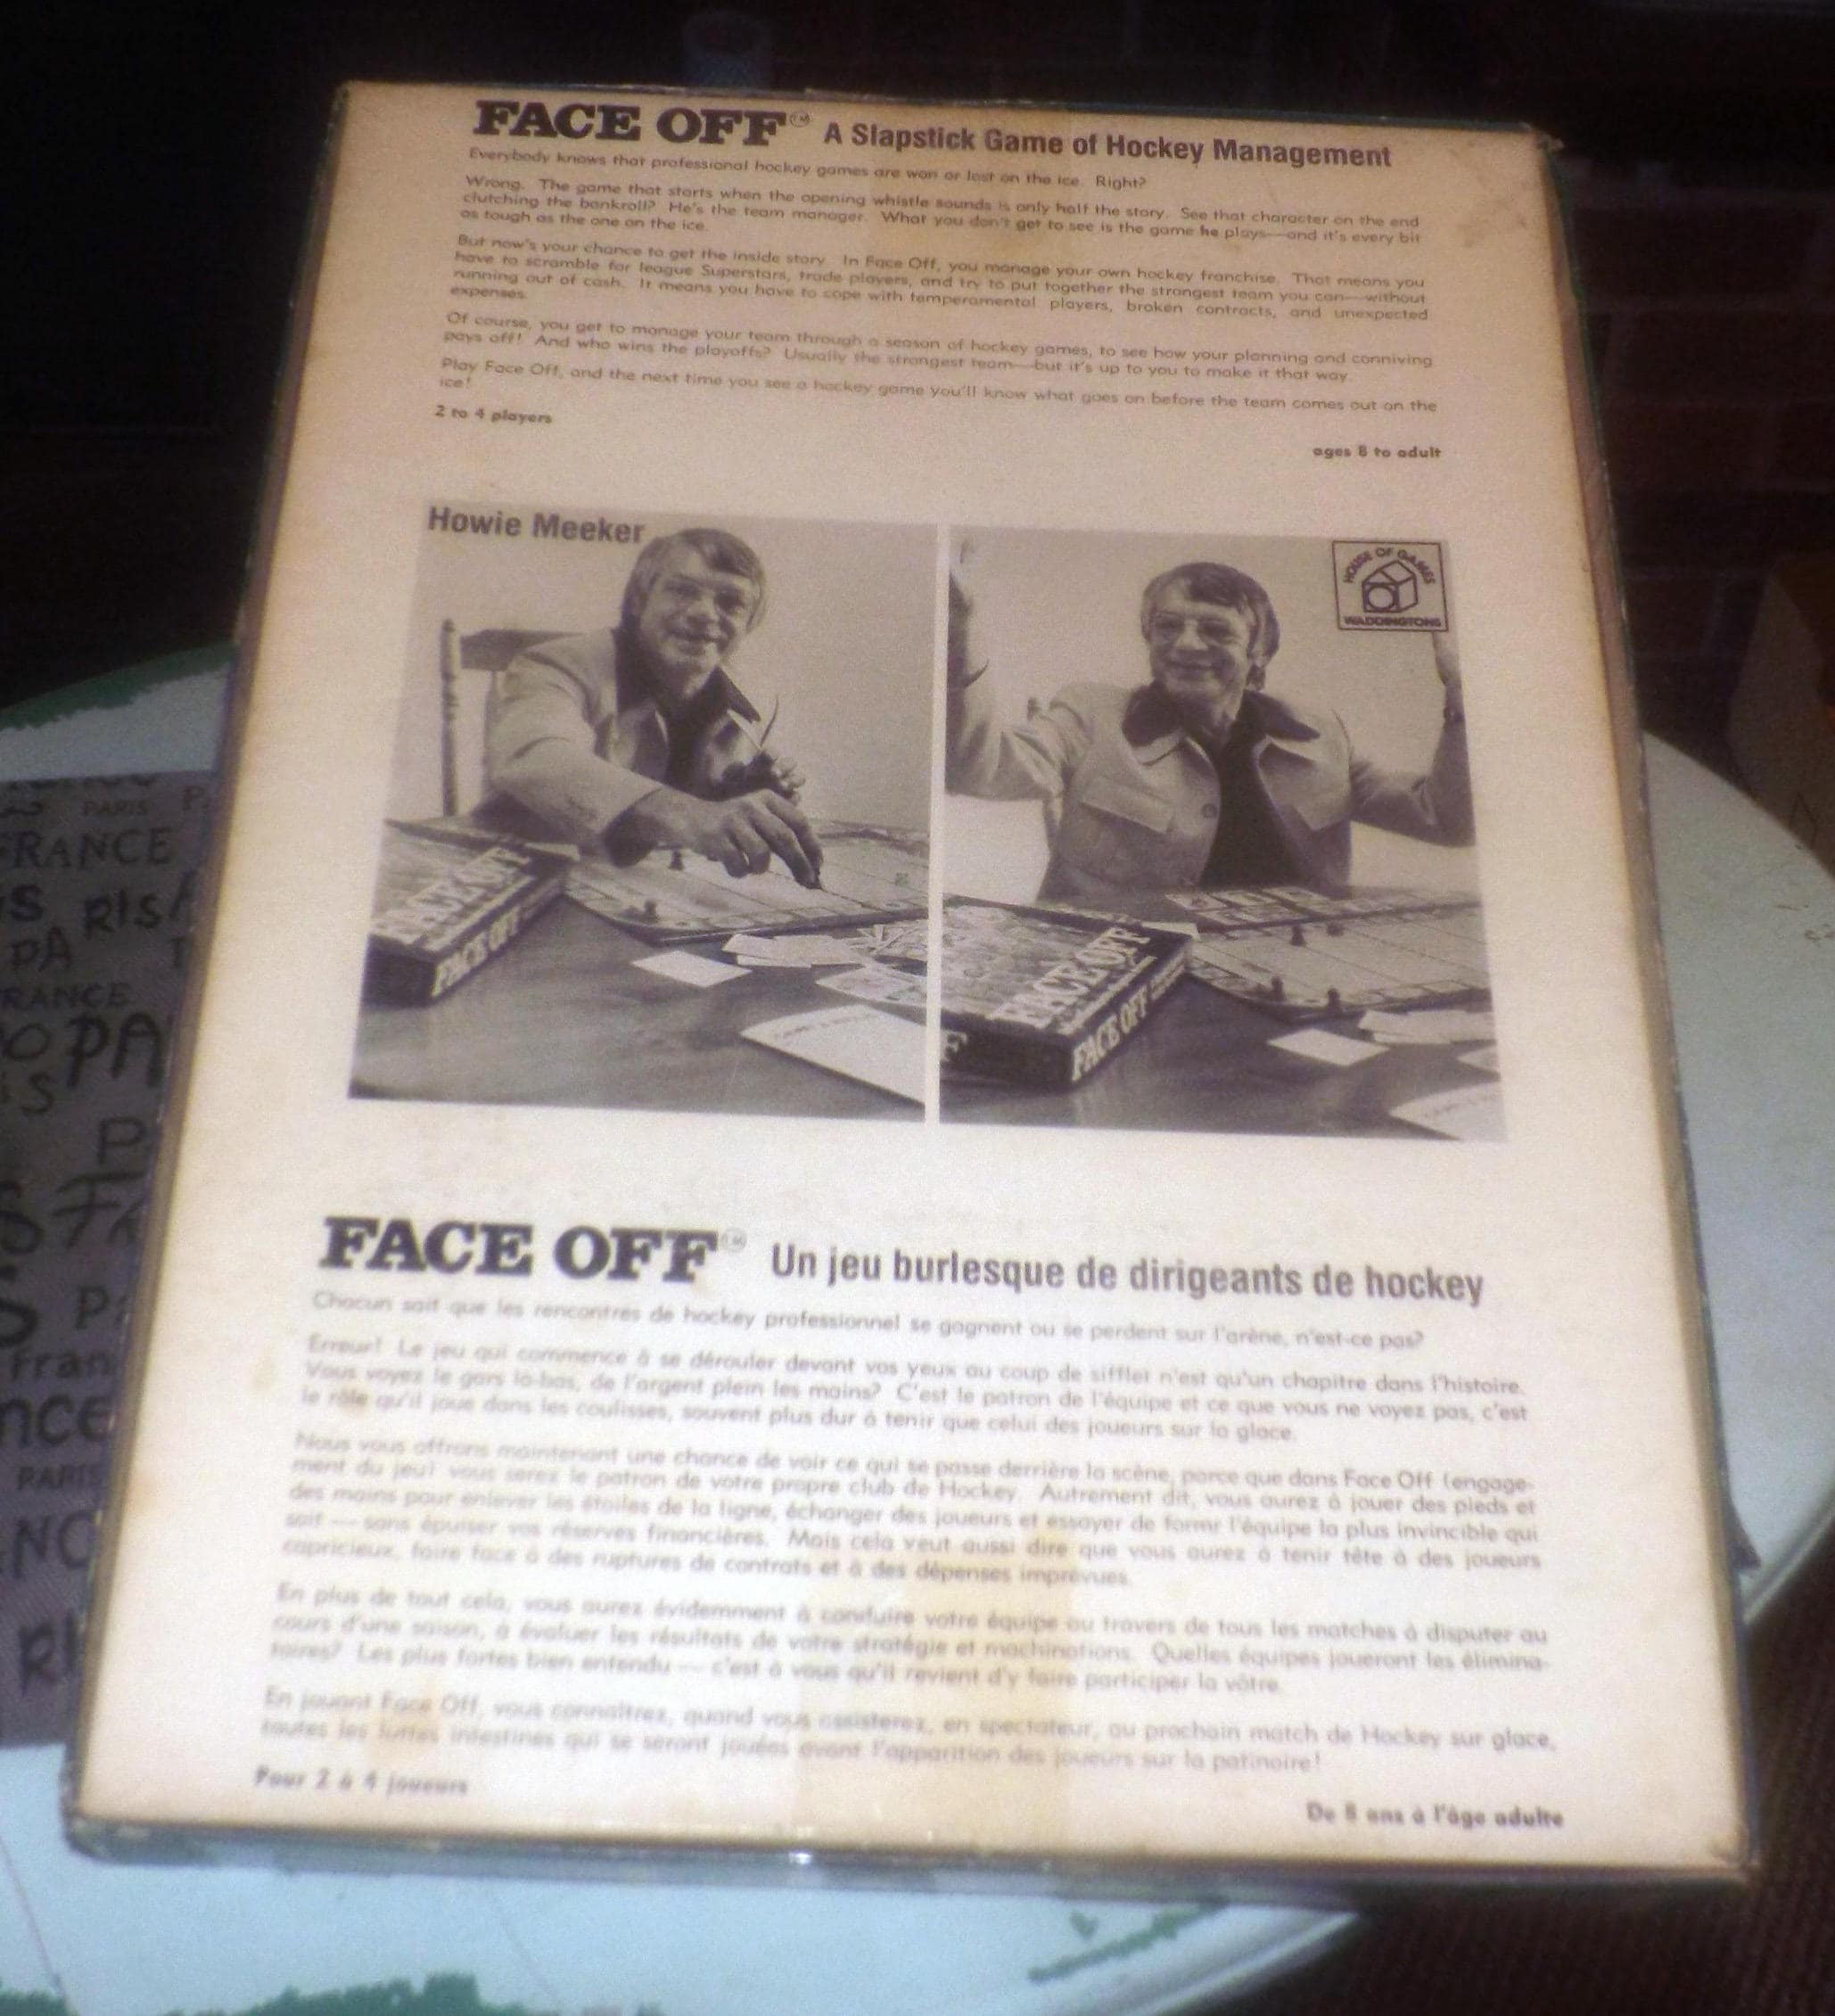 FACE OFF™ A Slapstick Game of Hockey Management
Everybody knows that professional hockey games are won or lost on the ice. Right?
Wrong. The game that starts when the opening whistle sounds is only half the story. See that character on the end
clutching the bankroll? He's the team manager. What you don't get to see is the game he plays—and it's every bit
as tough as the one on the ice.
But now's your chance to get the inside story. In Face Off, you manage your own hockey franchise. That means you
have to scramble for league Superstars, trade players, and try to put together the strongest team you can—without
running out of cash. It means you have to cope with temperamental players, broken contracts, and unexpected
expenses.
Of course, you get to manage your team through a season of hockey games, to see how your planning and conniving
pays off! And who wins the playoffs? Usually the strongest team—but it's up to you to make it that way.
Play Face Off, and the next time you see a hockey game you'll know what goes on before the team comes out on the
ice!
2 to 4 players
ages 8 to adult
Howie Meeker
HOUSE OF GAMES
WADDINGTONS
FACE OFF
FACE OFF
FACE OFF
FACE OFF
FACE OFF™ Un jeu burlesque de dirigeants de hockey
Chacun sait que les rencontres de hockey professionnel se gagnent ou se perdent sur l'arène, n'est-ce pas?
Erreur! Le jeu qui commence à se dérouler devant vos yeux au coup de sifflet n'est qu'un chapitre dans l'histoire.
Vous voyez le gars là-bas, de l'argent plein les mains? C'est le patron de l'équipe et ce que vous ne voyez pas, c'est
le rôle qu'il joue dans les coulisses, souvent plus dur à tenir que celui des joueurs sur la glace.
Nous vous offrons maintenant une chance de voir ce qui se passe derrière la scène, parce que dans Face Off (engage-
ment du jeu) vous serez le patron de votre propre club de Hockey. Autrement dit, vous aurez à jouer des pieds et
des mains pour enlever les étoiles de la ligne, échanger des joueurs et essayer de formr l'équipe la plus invincible qui
soit — sans épuiser vos réserves financières. Mais cela veut aussi dire que vous aurez à tenir tête à des joueurs
capricieux, faire face à des ruptures de contrats et à des dépenses imprévues.
En plus de tout cela, vous aurez évidemment à conduire votre équipe au travers de tous les matches à disputer au
cours d'une saison, à évaluer les résultats de votre stratégie et machinations. Quelles équipes joueront les élimina-
toires? Les plus fortes bien entendu — c'est à vous qu'il revient d'y faire participer la vôtre.
En jouant Face Off, vous connaîtrez, quand vous assisterez, en spectateur, au prochain match de Hockey sur glace,
toutes les luttes intestines qui se seront jouées avant l'apparition des joueurs sur la patinoire!
Pour 2 à 4 joueurs
De 8 ans à l'âge adulte
PARIS
FRANCE
PA
RANCE
PA
PARIS